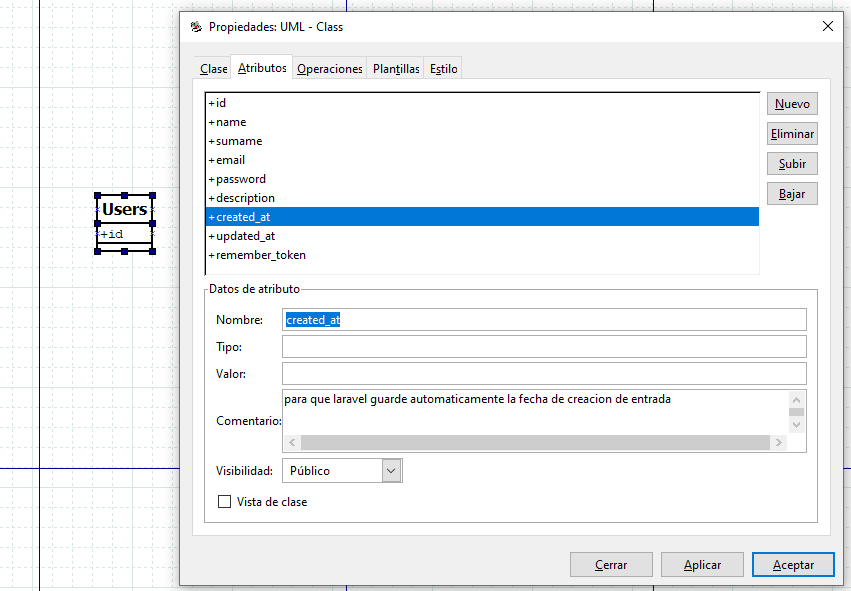 Propiedades: UML - Class
Clase Atributos Operaciones Plantillas Estilo
+id
+name
+surname
+email
+password
+description
+created_at
+updated_at
+remember_token
Nuevo
Eliminar
Subir
Bajar
Users
+id
Datos de atributo
Nombre: created_at
Tipo:
Valor:
Comentario: para que laravel guarde automaticamente la fecha de creacion de entrada
Visibilidad: Público
Vista de clase
Cerrar Aplicar Aceptar